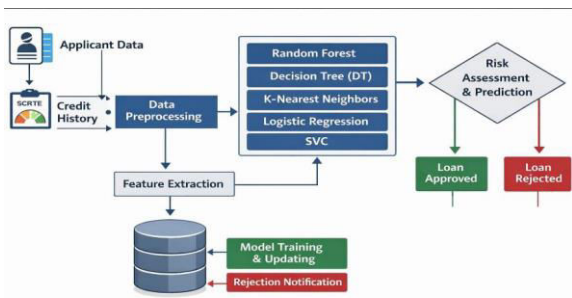 Applicant Data
SCRTE
Credit
History
Data
Preprocessing
Random Forest
Decision Tree (DT)
K-Nearest Neighbors
Logistic Regression
SVC
Risk
Assessment
& Prediction
Feature Extraction
Loan
Approved
Loan
Rejected
Model Training
& Updating
Rejection Notification